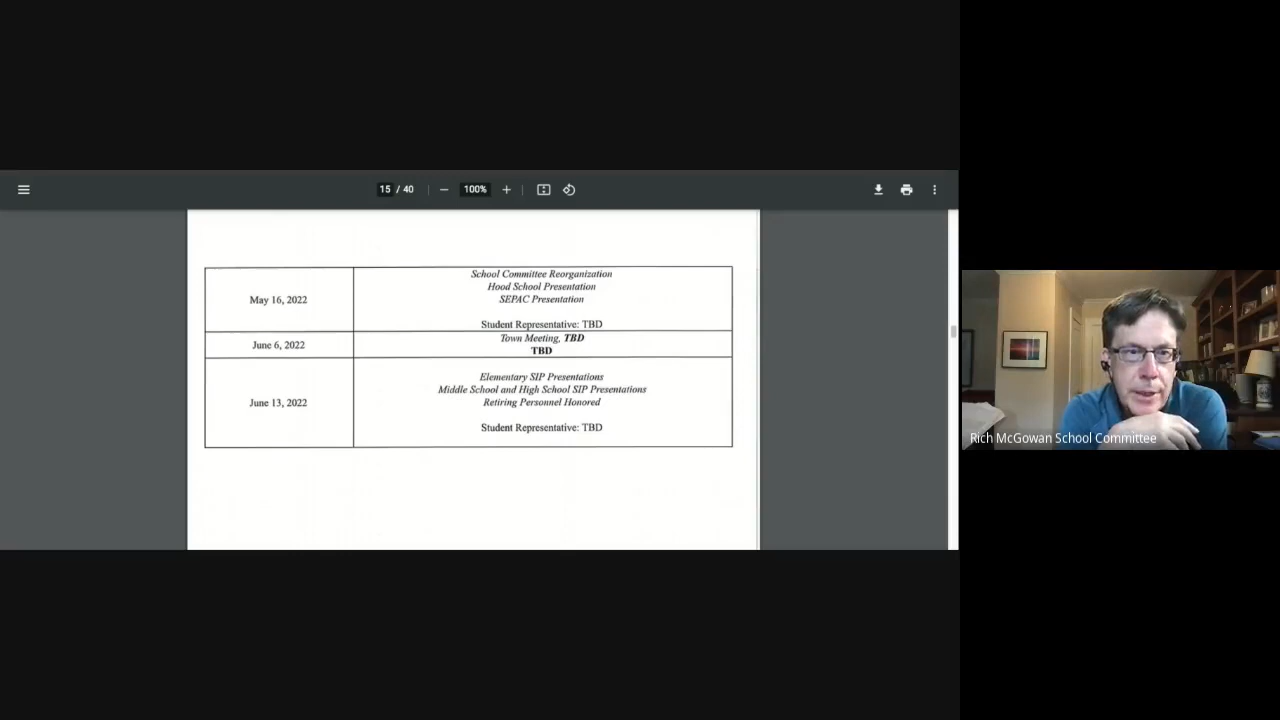 15 / 40
100%
May 16, 2022
School Committee Reorganization
Hood School Presentation
SEPAC Presentation
Student Representative: TBD
June 6, 2022
Town Meeting, TBD
TBD
June 13, 2022
Elementary SIP Presentations
Middle School and High School SIP Presentations
Retiring Personnel Honored
Student Representative: TBD
Rich McGowan School Committee